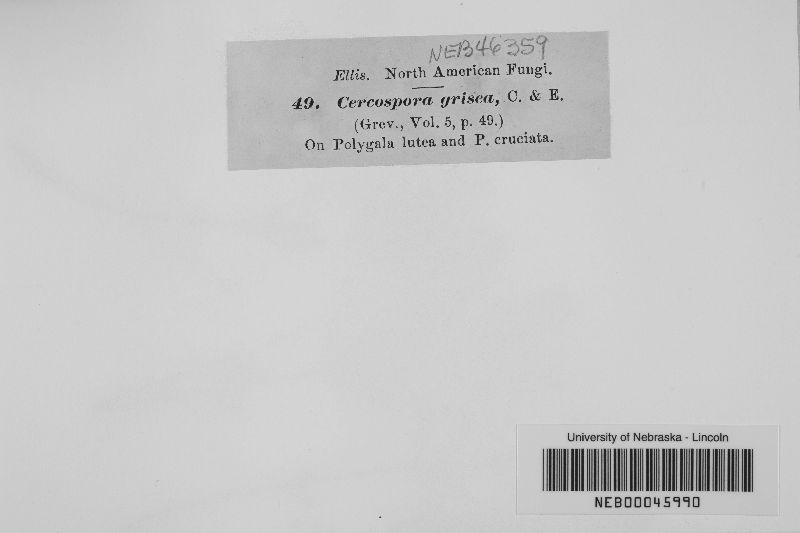 NEB46359
Ellis. North American Fungi.
49. Cercospora grisea, C. & E.
(Grev., Vol. 5, p. 49.)
On Polygala lutea and P. cruciata.
University of Nebraska - Lincoln
NEB00045990